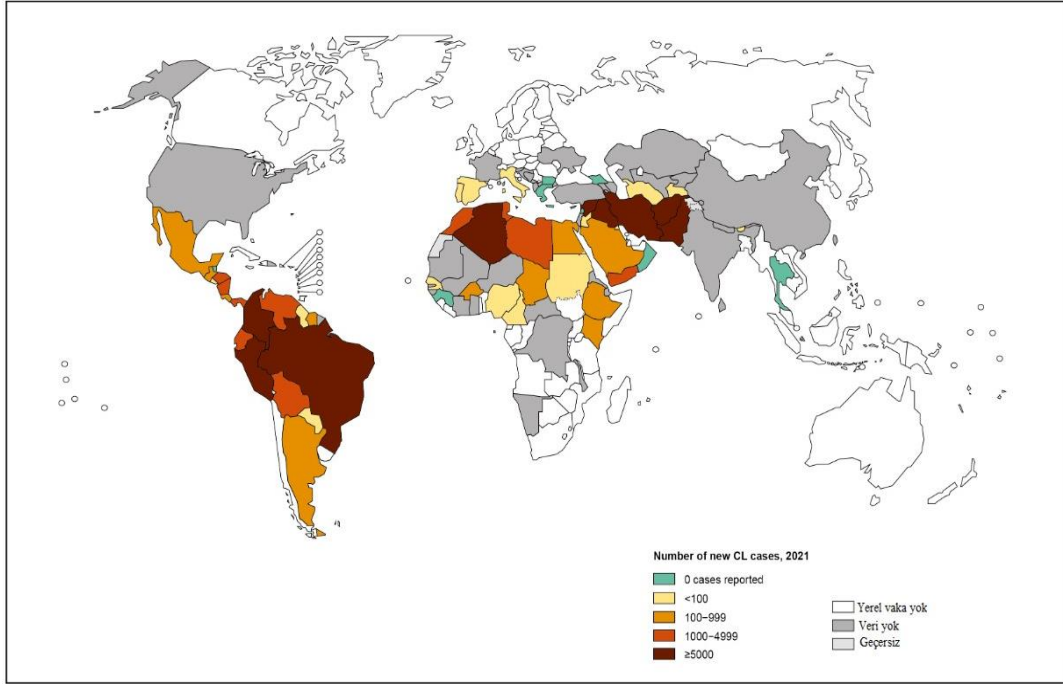 Number of new CL cases, 2021
0 cases reported
<100
100–999
1000–4999
≥5000
Yerel vaka yok
Veri yok
Geçersiz